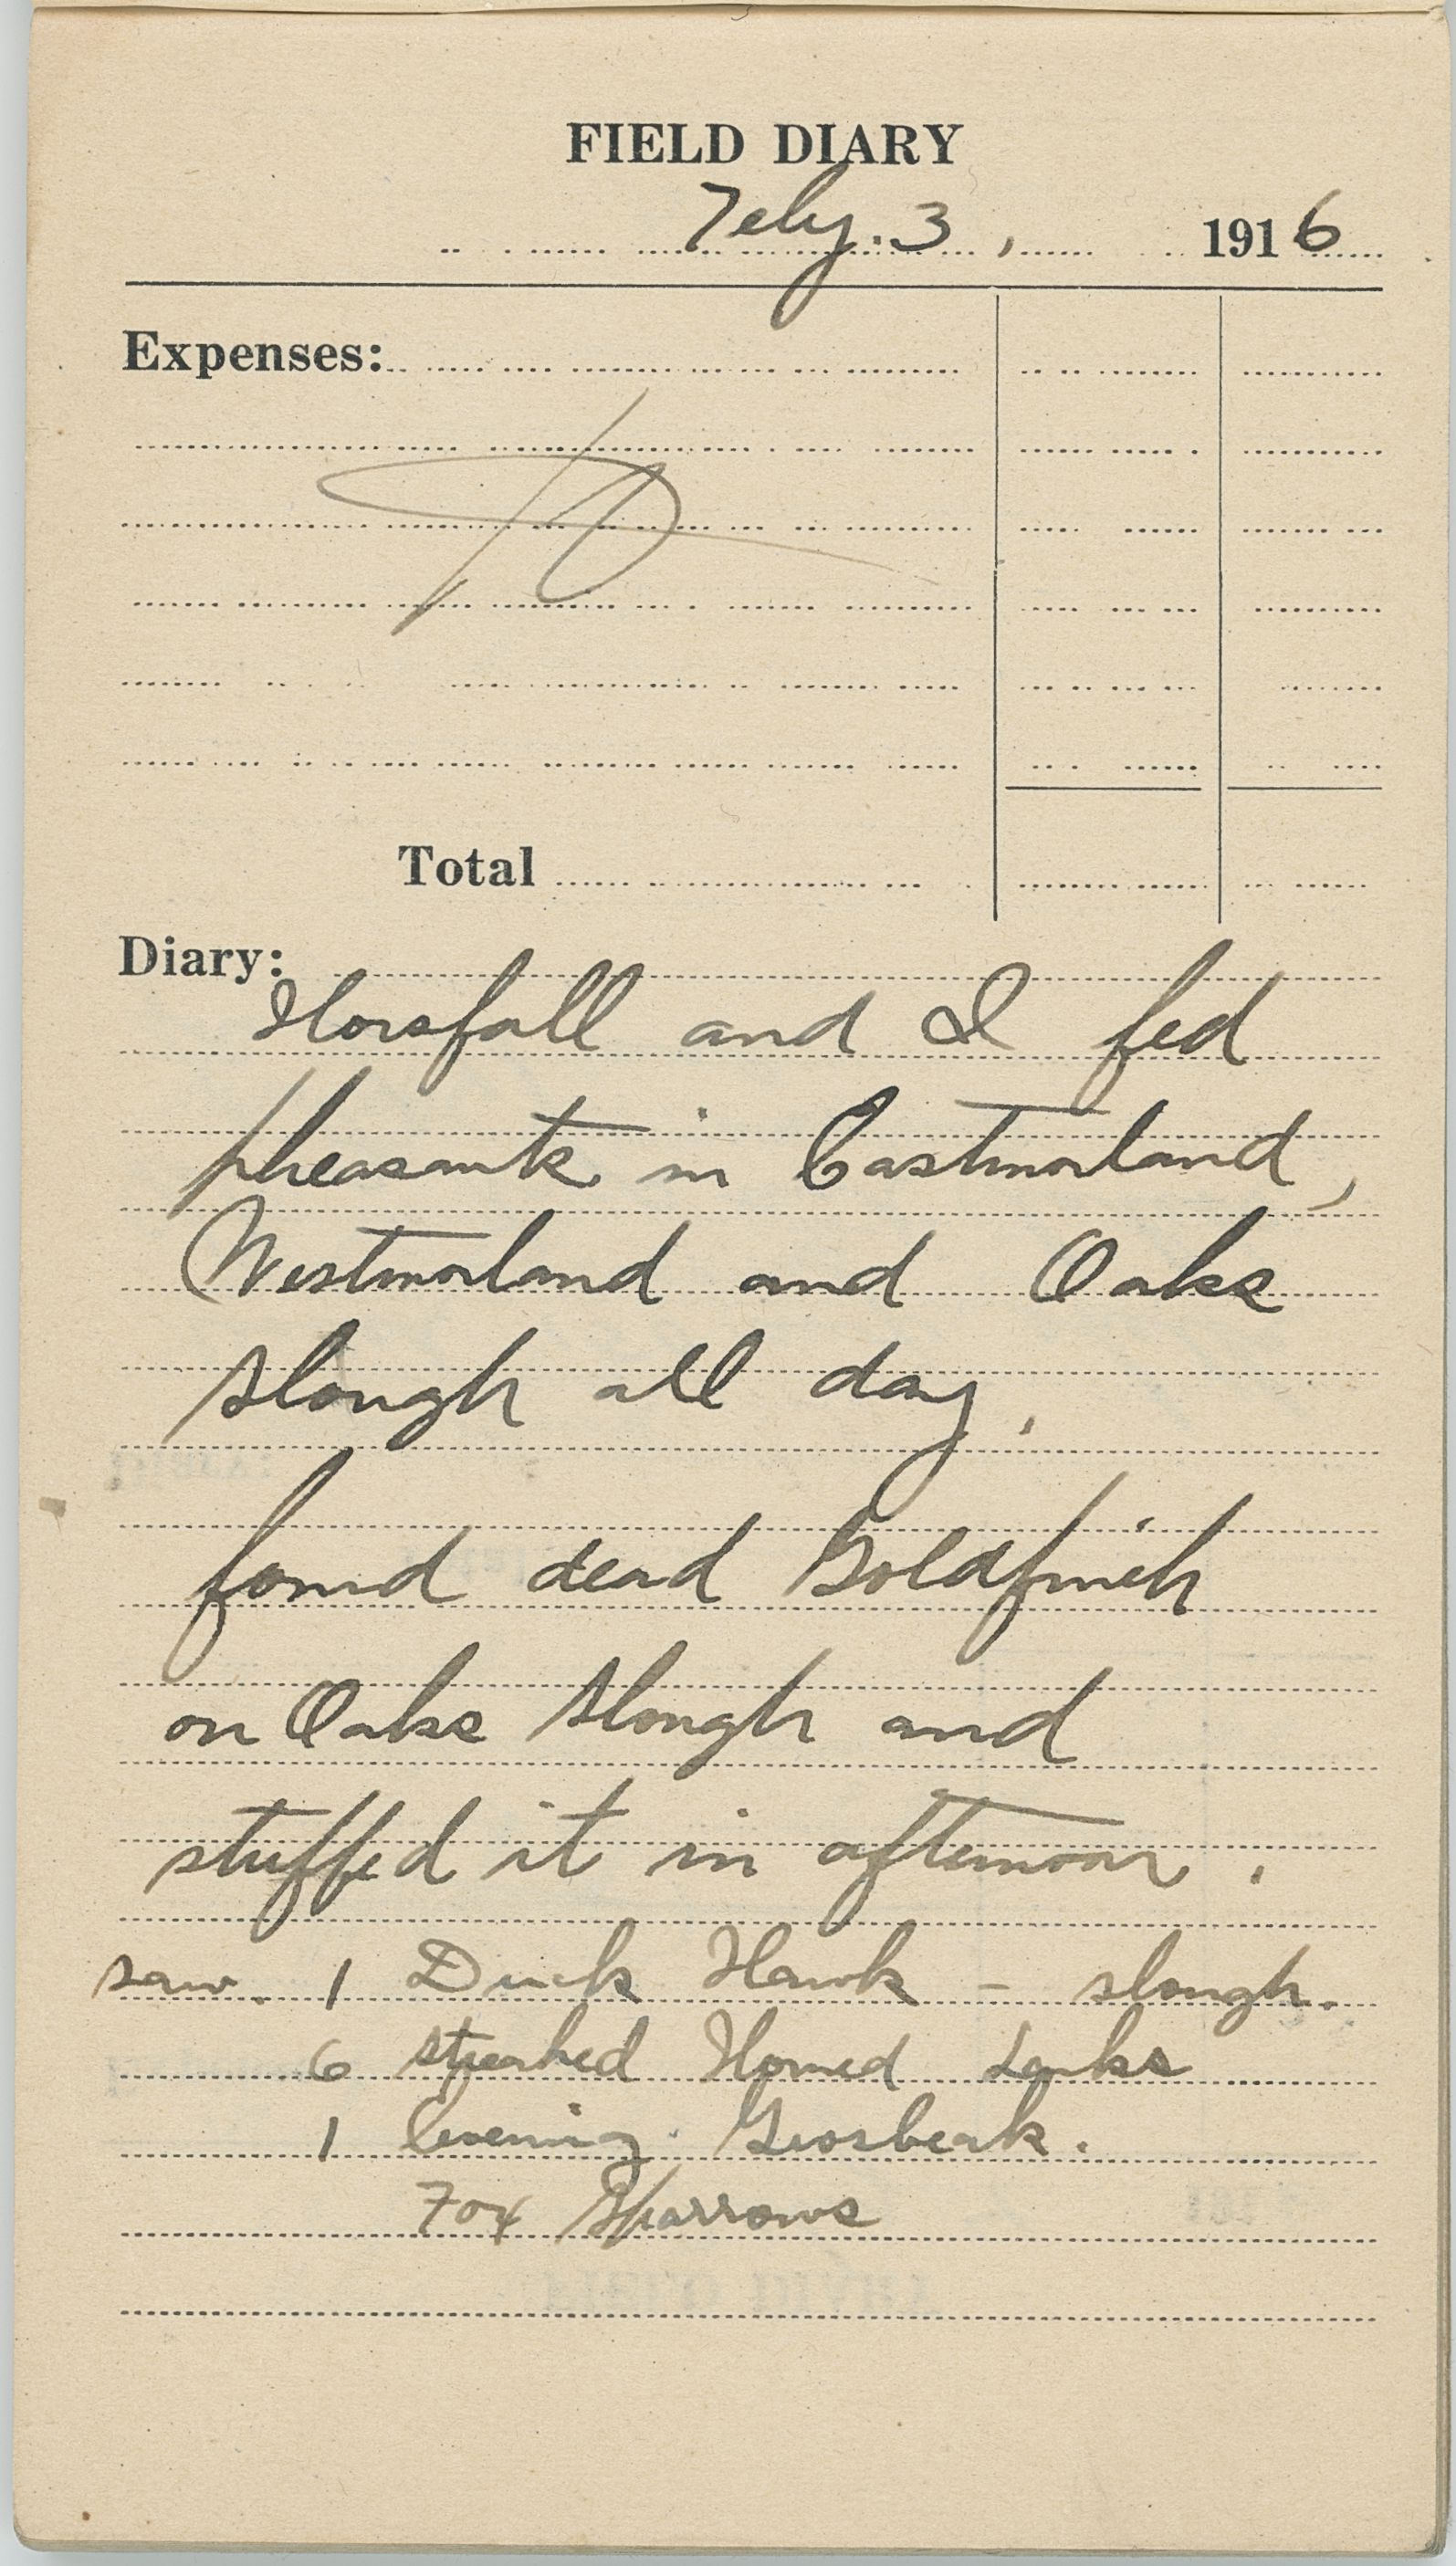 FIELD DIARY
Feby. 3, 1916
Expenses:
Total
Diary:
Horsfall and I fed
pheasants in Eastmorland,
Westmorland and Oaks
slough all day.
found dead Goldfinch
on Oaks slough and
stuffed it in afternoon.
saw. 1 Duck Hawk - slough.
6 streaked Horned Larks
1 Evening Grosbeak.
Fox Sparrows